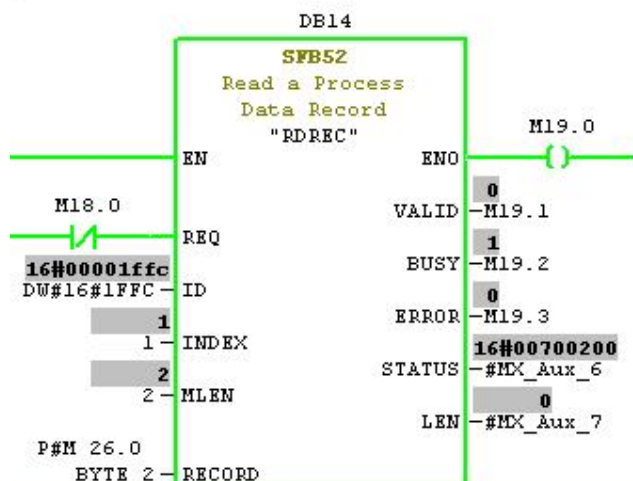 DB14
SFB52
Read a Process
Data Record
"RDREC"
M19.0
EN
ENO
0
M18.0
VALID
M19.1
1
REQ
BUSY
M19.2
16#00001ffc
0
DW#16#1FFC
ID
ERROR
M19.3
1
16#00700200
1
INDEX
STATUS
#MX_Aux_6
2
0
2
MLEN
LEN
#MX_Aux_7
P#M 26.0
BYTE 2
RECORD